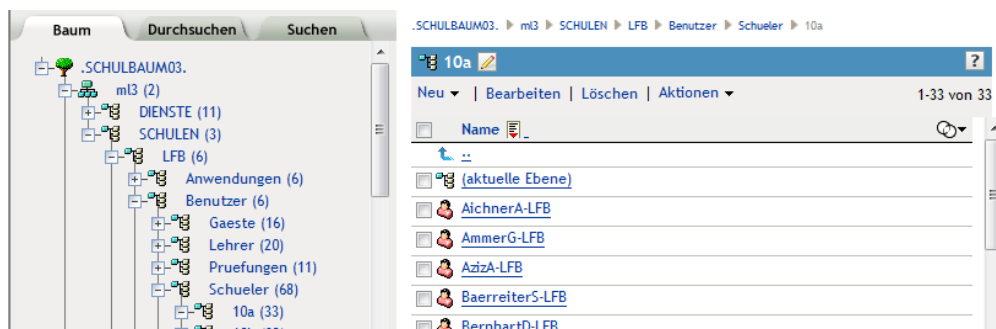 Baum Durchsuchen Suchen
.SCHULBAUM03.
ml3 (2)
DIENSTE (11)
SCHULEN (3)
LFB (6)
Anwendungen (6)
Benutzer (6)
Gaeste (16)
Lehrer (20)
Pruefungen (11)
Schueler (68)
10a (33)
.SCHULBAUM03. ml3 SCHULEN LFB Benutzer Schueler 10a
10a ?
Neu | Bearbeiten | Löschen | Aktionen 1-33 von 33
Name
..
(aktuelle Ebene)
AichnerA-LFB
AmmerG-LFB
AzizA-LFB
BaerreiterS-LFB
BernhartD-LFB